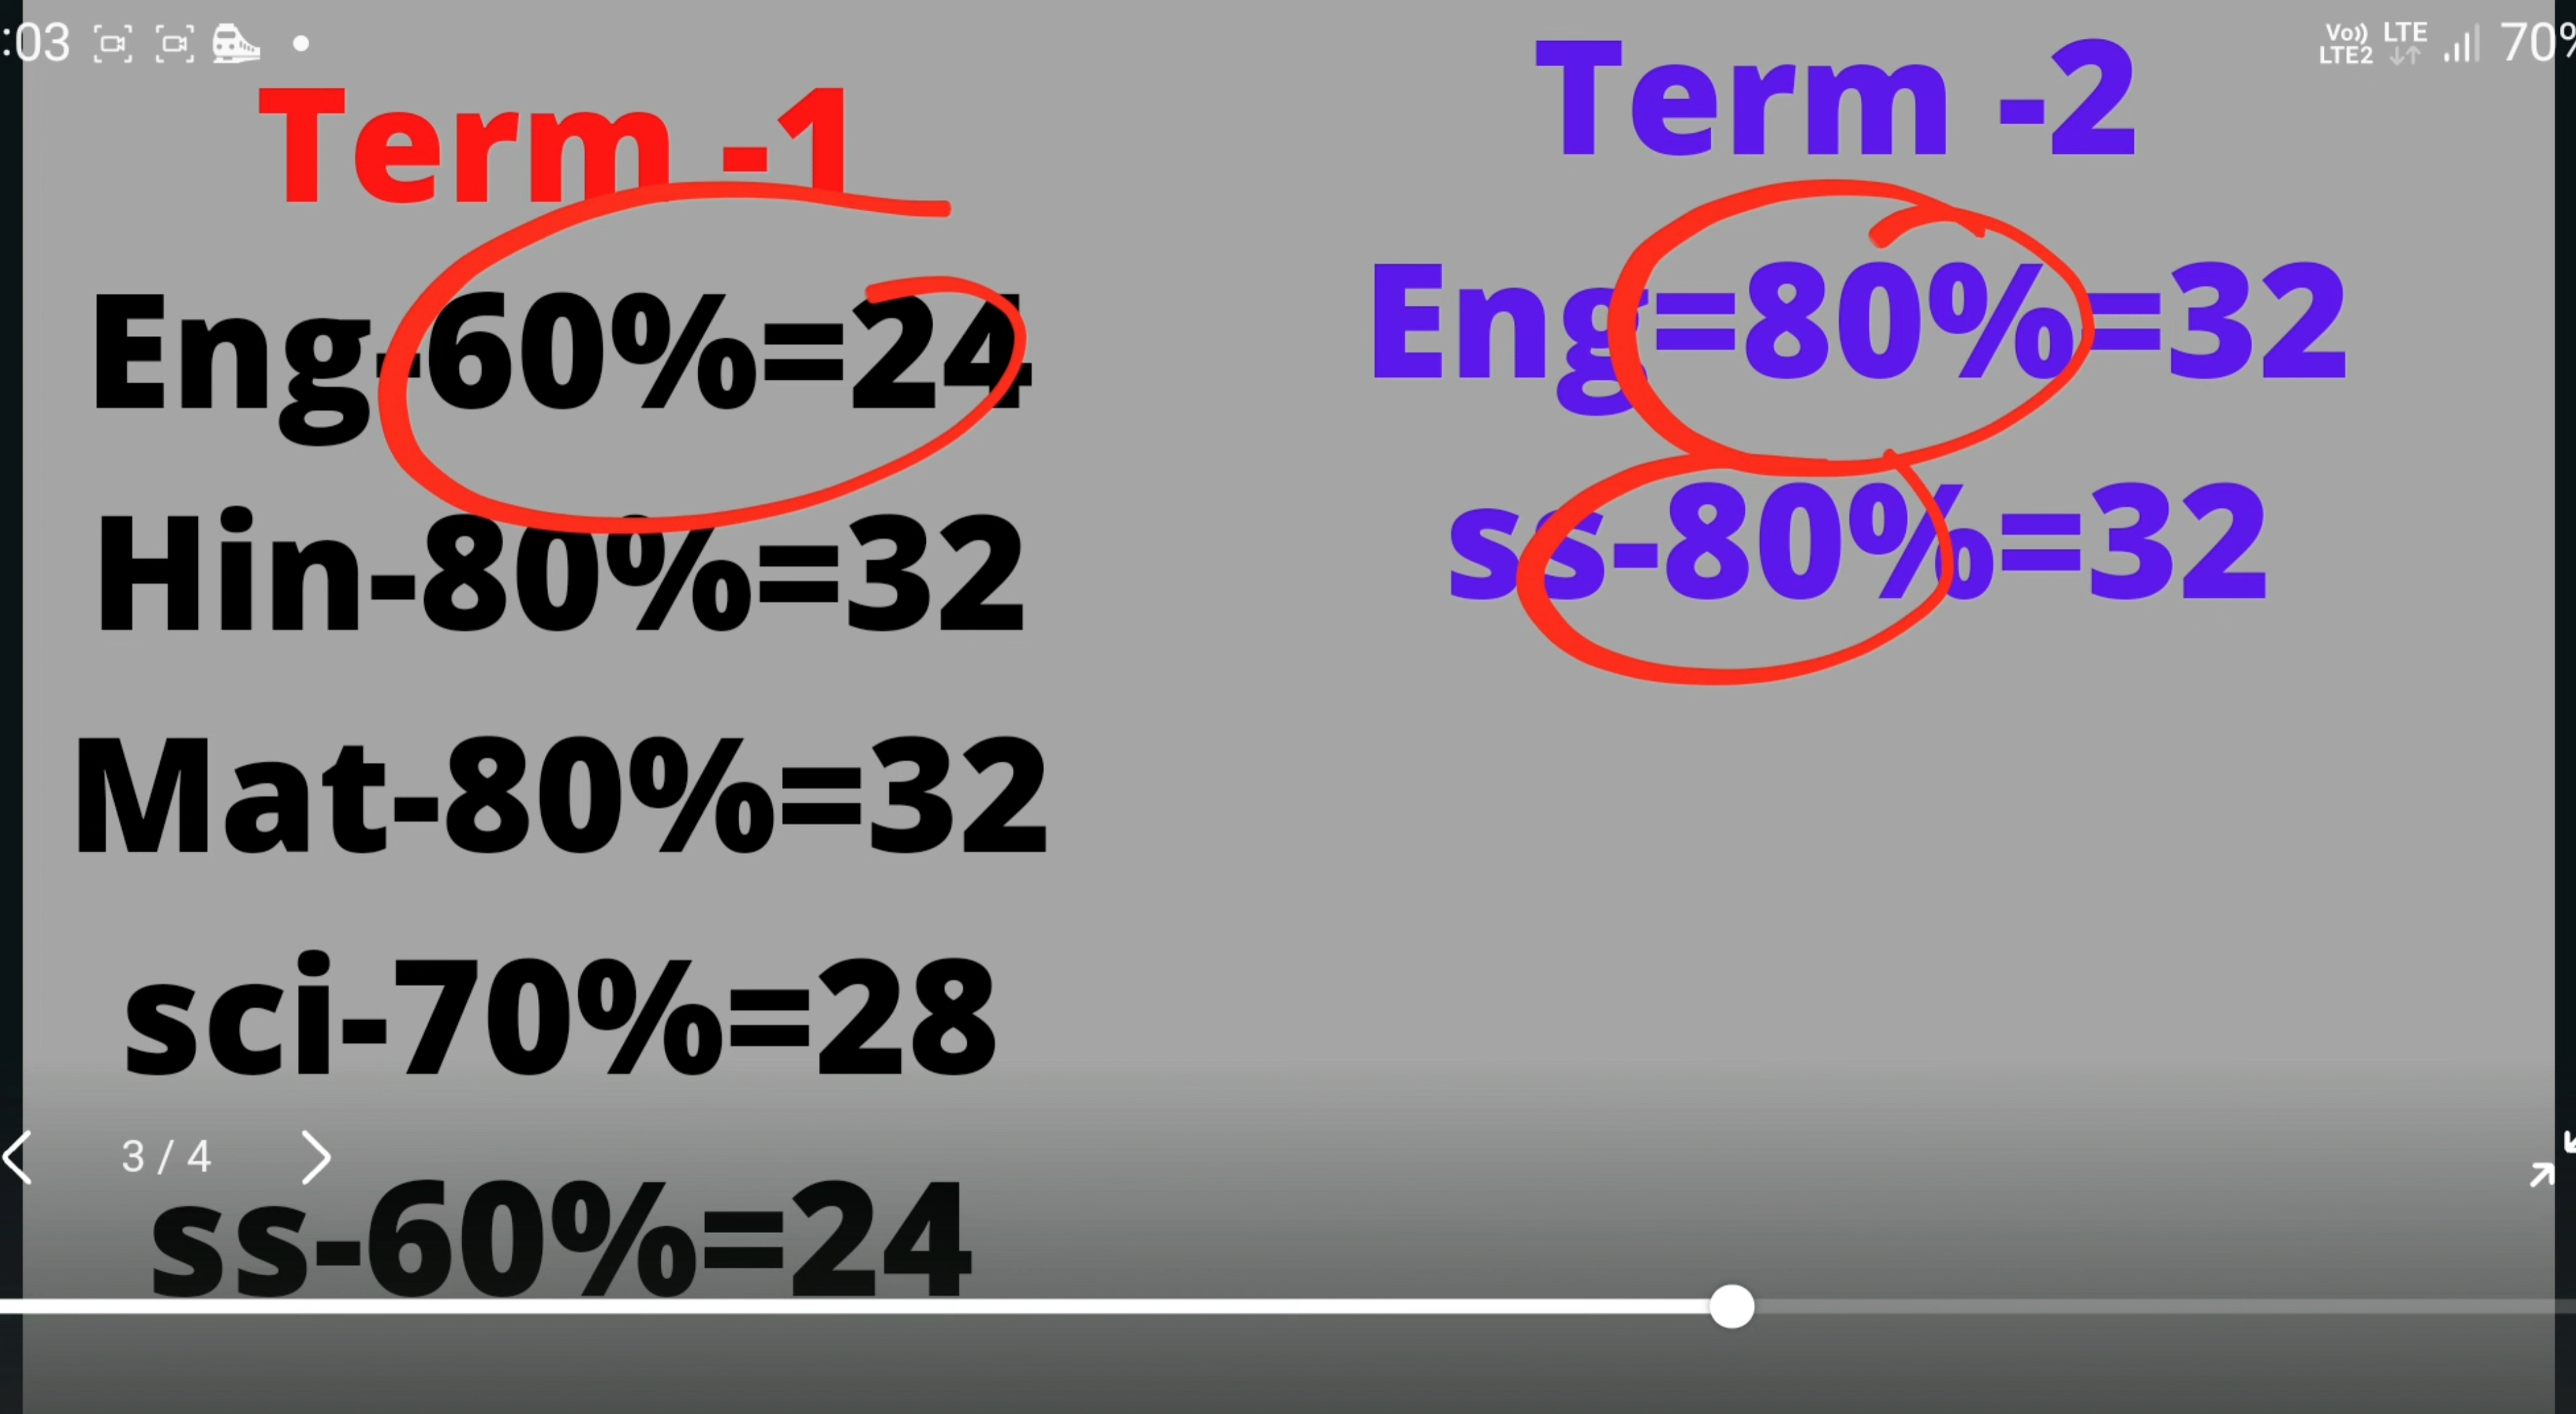 :03
Vo)) LTE
LTE2
70%
Term -1
Eng-60%=24
Hin-80%=32
Mat-80%=32
sci-70%=28
ss-60%=24
Term -2
Eng=80%=32
ss-80%=32
3 / 4